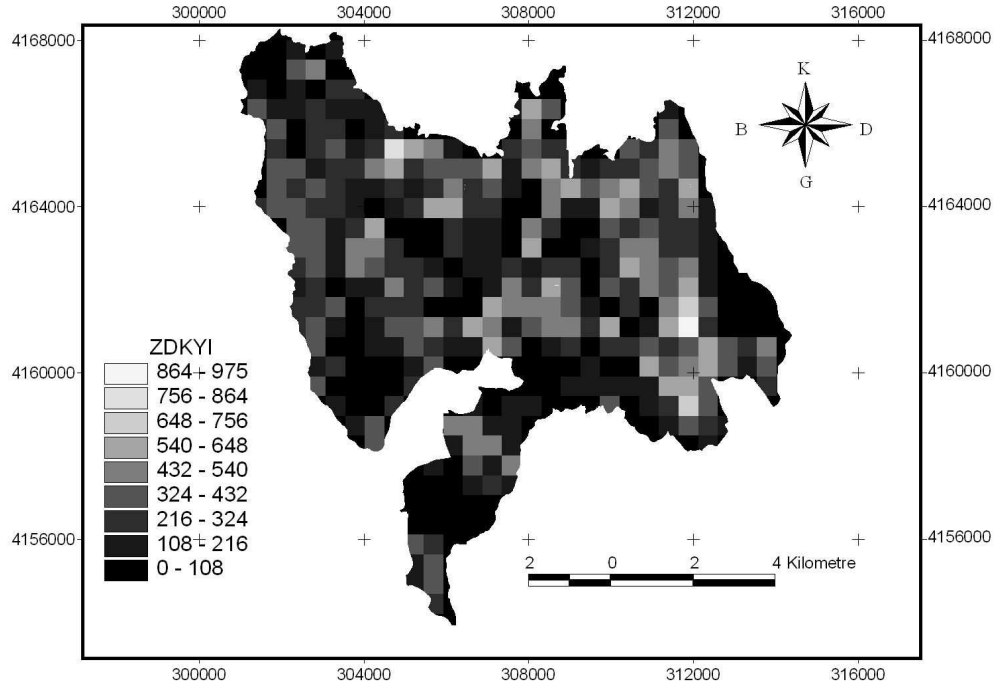 300000 304000 308000 312000 316000
4168000 4168000
K
B D
G
4164000 4164000
ZDKYI
864 - 975
756 - 864
648 - 756
540 - 648
432 - 540
324 - 432
216 - 324
108 - 216
0 - 108
4160000 4160000
4156000 4156000
2 0 2 4 Kilometre
300000 304000 308000 312000 316000